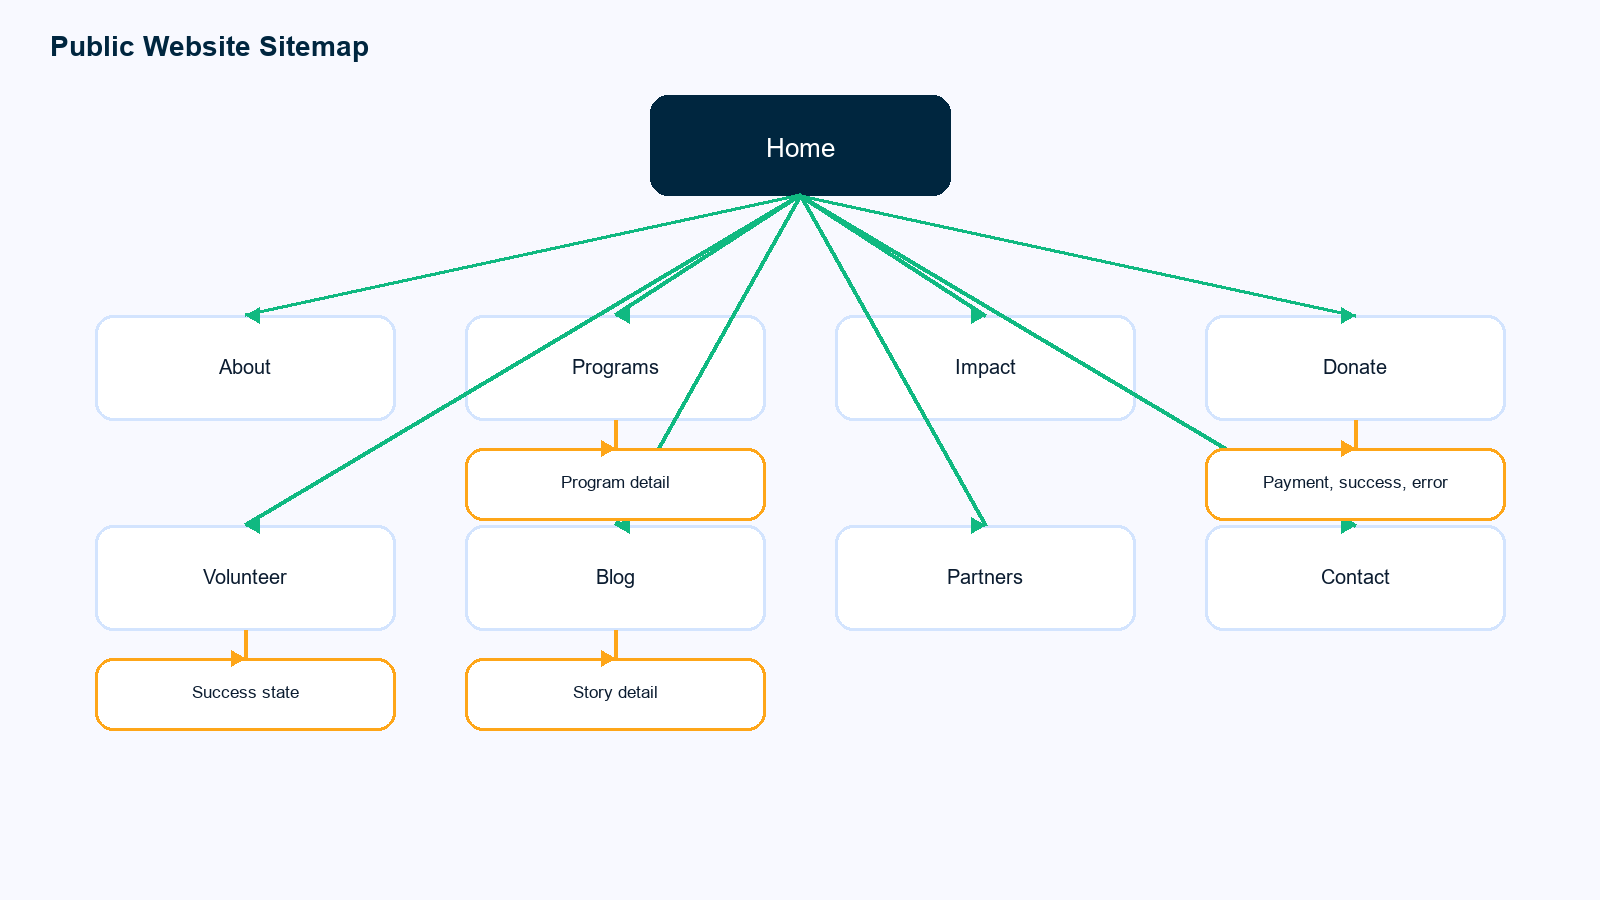 Public Website Sitemap
Home
About
Programs
Impact
Donate
Program detail
Payment, success, error
Volunteer
Blog
Partners
Contact
Success state
Story detail